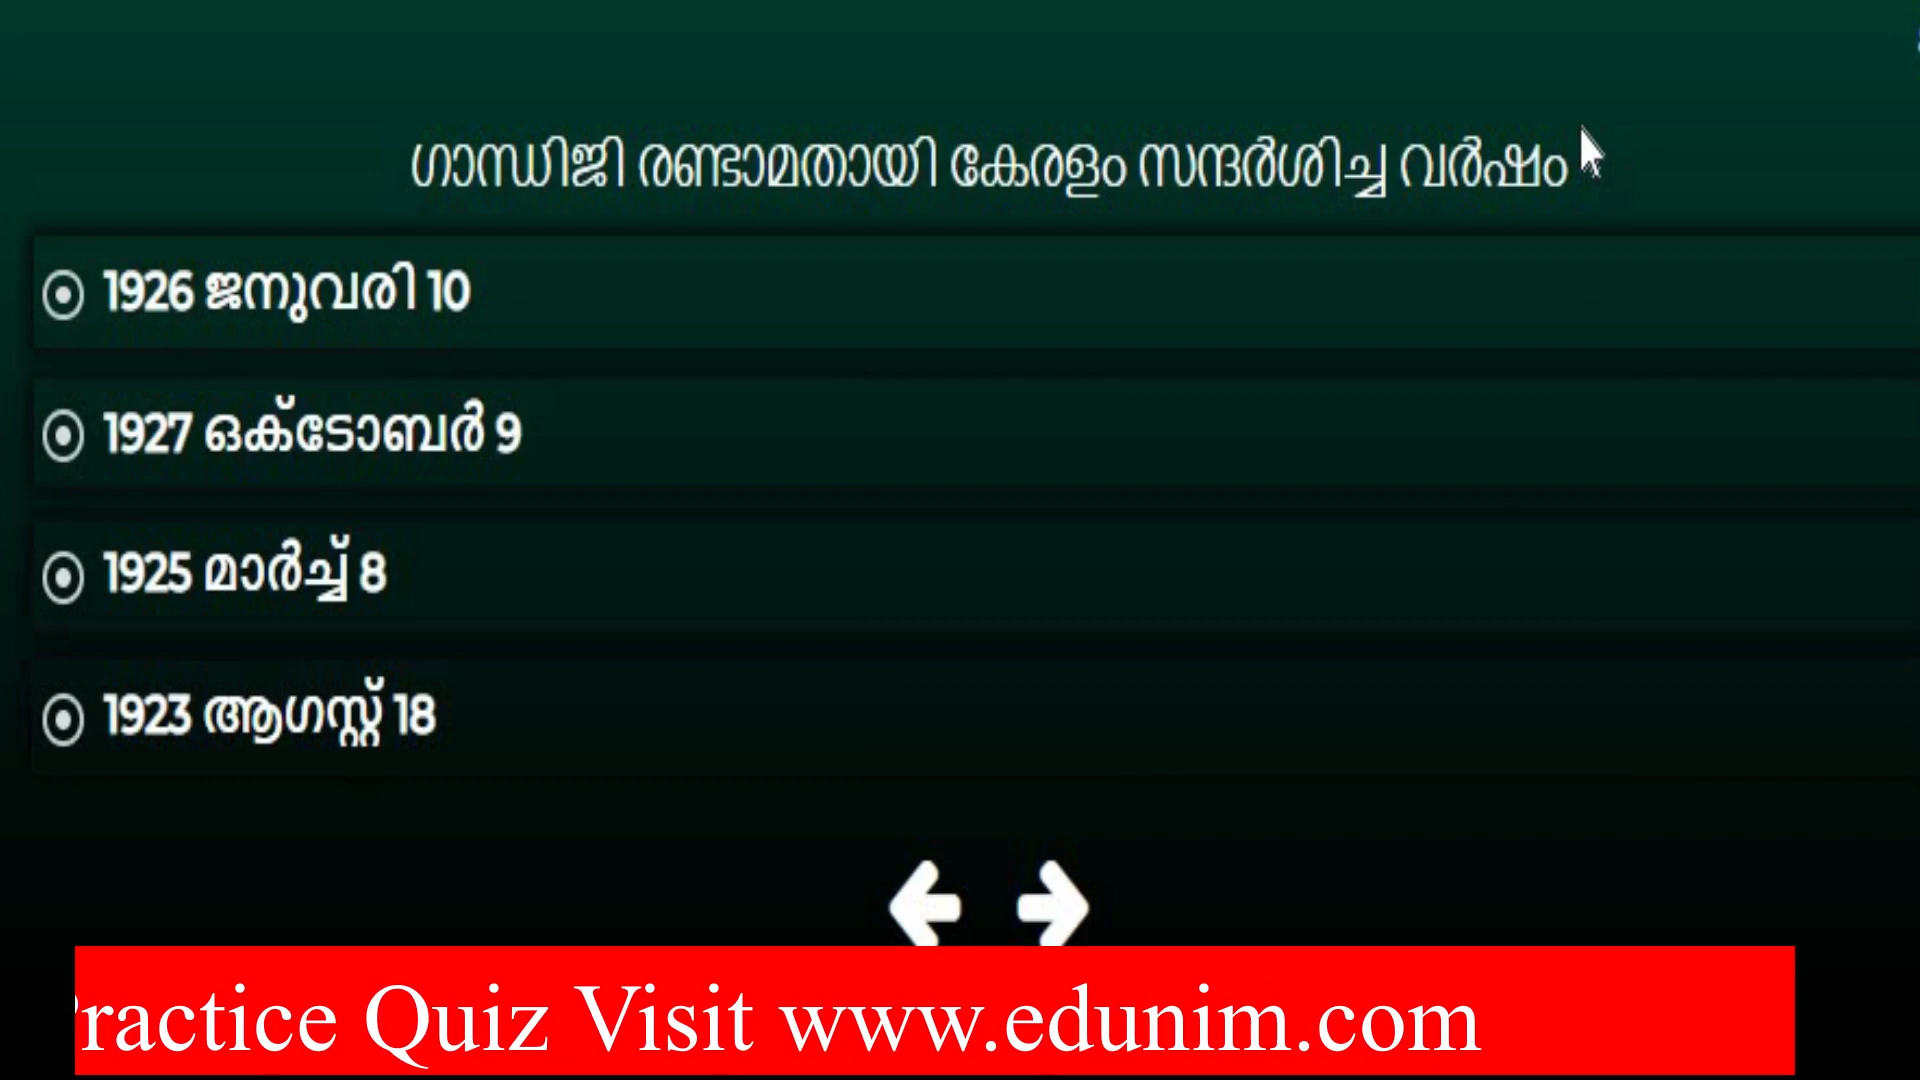 ഗാന്ധിജി രണ്ടാമതായി കേരളം സന്ദർശിച്ച വർഷം
1926 ജനുവരി 10
1927 ഒക്ടോബർ 9
1925 മാർച്ച് 8
1923 ആഗസ്റ്റ് 18
Practice Quiz Visit www.edunim.com